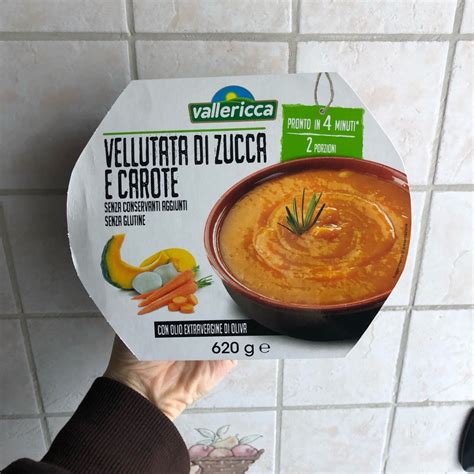 vallericca
PRONTO IN 4 MINUTI*
2 PORZIONI
VELLUTATA DI ZUCCA
E CAROTE
SENZA CONSERVANTI AGGIUNTI
SENZA GLUTINE
CON OLIO EXTRAVERGINE DI OLIVA
620 g e